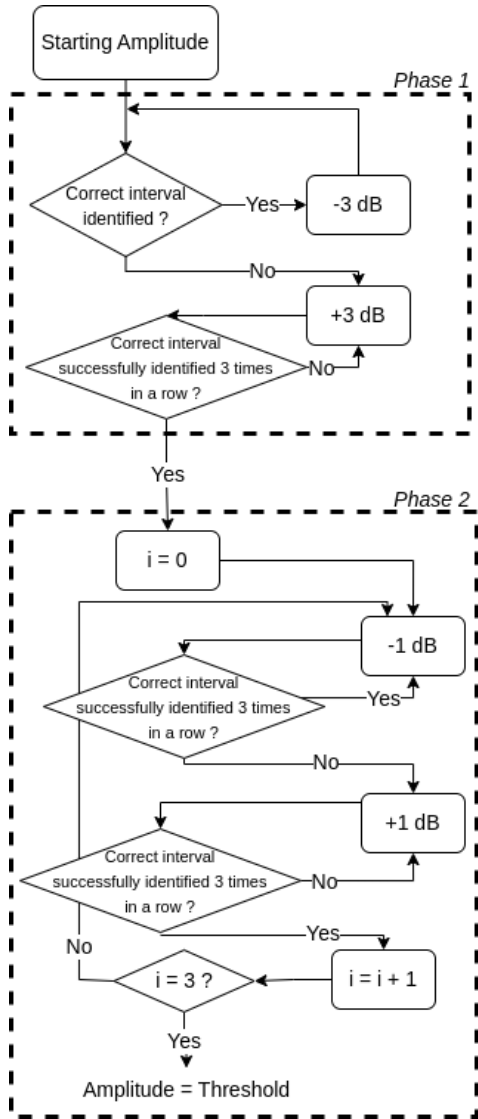 Starting Amplitude
Phase 1
Correct interval
identified ?
Yes
-3 dB
No
+3 dB
Correct interval
successfully identified 3 times
in a row ?
No
Yes
Phase 2
i = 0
-1 dB
Correct interval
successfully identified 3 times
in a row ?
Yes
No
+1 dB
Correct interval
successfully identified 3 times
in a row ?
No
Yes
No
i = 3 ?
i = i + 1
Yes
Amplitude = Threshold